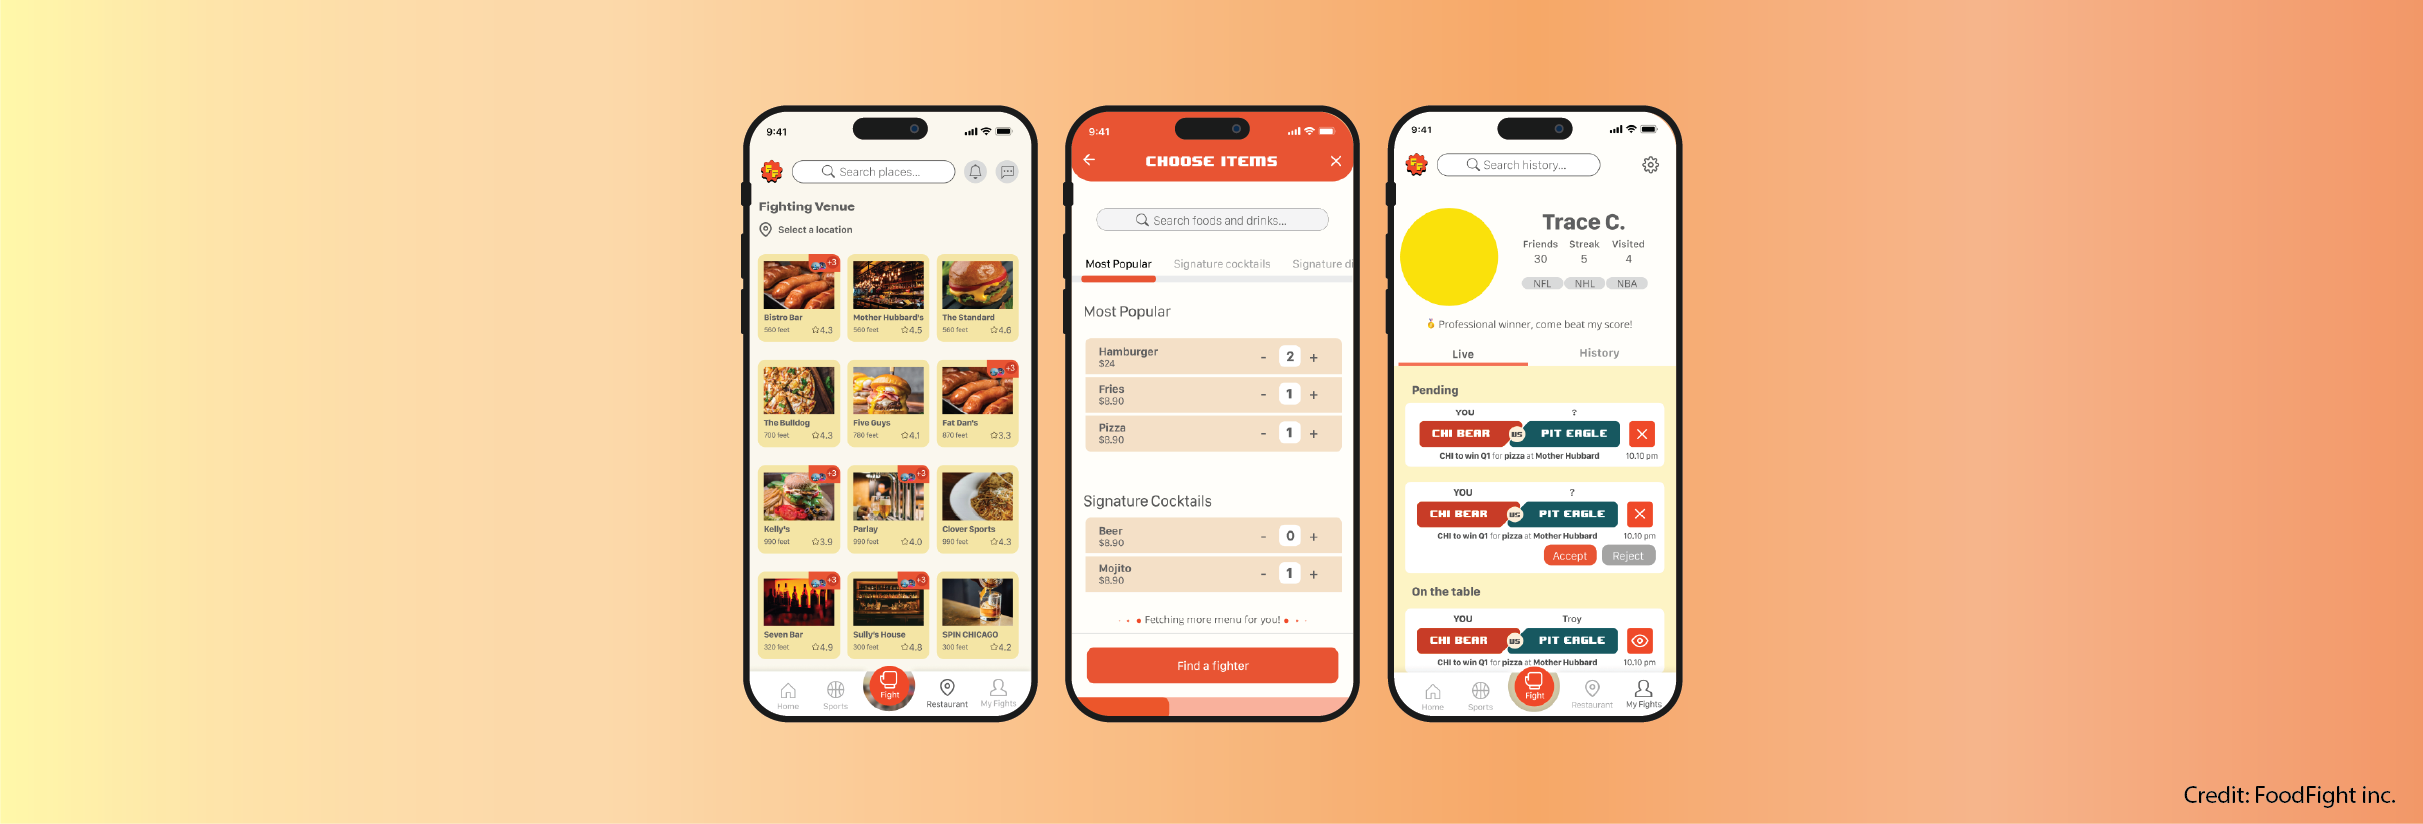 9:41
FF
Search places...
Fighting Venue
Select a location
+3
Bistro Bar
560 feet
4.3
Mother Hubbard's
560 feet
4.5
The Standard
560 feet
4.6
The Bulldog
790 feet
4.3
Five Guys
780 feet
4.1
+3
Fat Dan's
870 feet
3.3
+3
Kelly's
990 feet
3.9
+3
Parlay
990 feet
4.0
Clover Sports
990 feet
4.3
+3
Seven Bar
320 feet
4.9
+3
Sully's House
300 feet
4.8
SPIN CHICAGO
300 feet
4.2
Home
Sports
Fight
Restaurant
My Fights
9:41
CHOOSE ITEMS
Search foods and drinks...
Most Popular
Signature cocktails
Signature di
Most Popular
Hamburger
$24
- 2 +
Fries
$8.90
- 1 +
Pizza
$8.90
- 1 +
Signature Cocktails
Beer
$8.90
- 0 +
Mojito
$8.90
- 1 +
Fetching more menu for you!
Find a fighter
9:41
FF
Search history...
Trace C.
Friends Streak Visited
30 5 4
NFL NHL NBA
Professional winner, come beat my score!
Live
History
Pending
YOU ?
CHI BEAR VS PIT EAGLE
CHI to win Q1 for pizza at Mother Hubbard 10.10 pm
YOU ?
CHI BEAR VS PIT EAGLE
CHI to win Q1 for pizza at Mother Hubbard 10.10 pm
Accept Reject
On the table
YOU Troy
CHI BEAR VS PIT EAGLE
CHI to win Q1 for pizza at Mother Hubbard 10.10 pm
Home
Sports
Fight
Restaurant
My Fights
Credit: FoodFight inc.